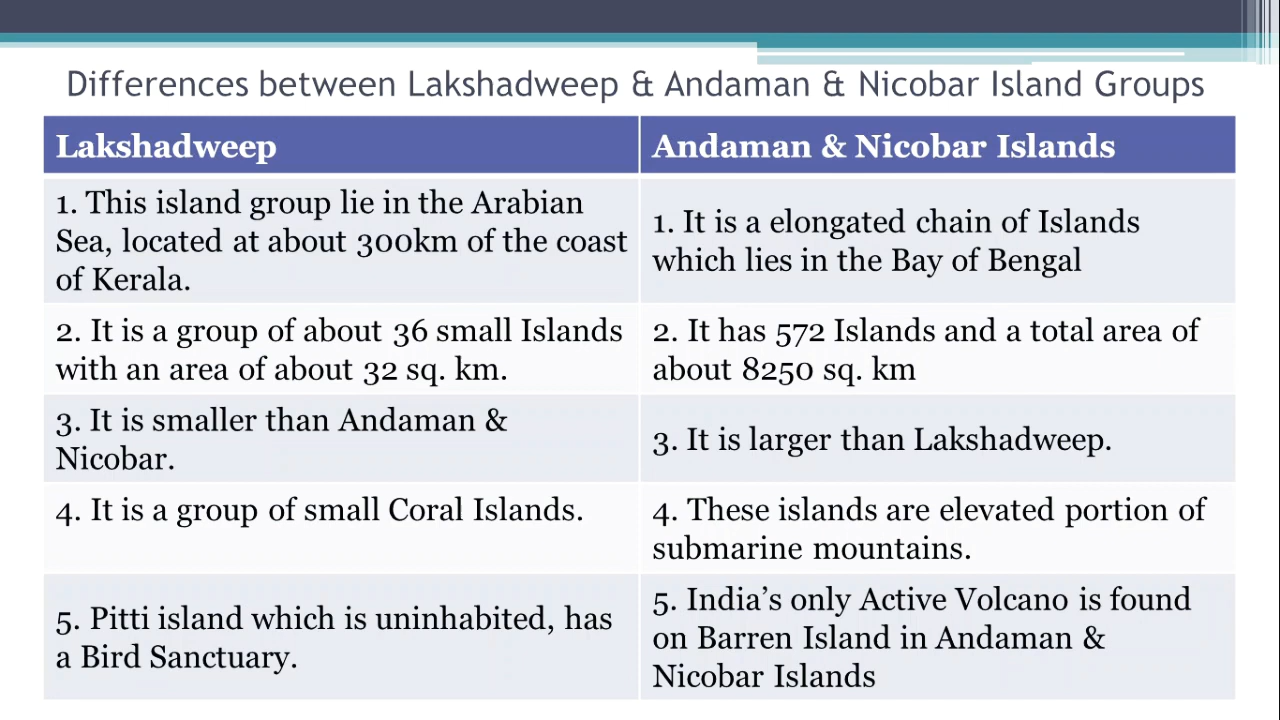 Differences between Lakshadweep & Andaman & Nicobar Island Groups
Lakshadweep
Andaman & Nicobar Islands
1. This island group lie in the Arabian
Sea, located at about 300km of the coast
of Kerala.
1. It is a elongated chain of Islands
which lies in the Bay of Bengal
2. It is a group of about 36 small Islands
with an area of about 32 sq. km.
2. It has 572 Islands and a total area of
about 8250 sq. km
3. It is smaller than Andaman &
Nicobar.
3. It is larger than Lakshadweep.
4. It is a group of small Coral Islands.
4. These islands are elevated portion of
submarine mountains.
5. Pitti island which is uninhabited, has
a Bird Sanctuary.
5. India’s only Active Volcano is found
on Barren Island in Andaman &
Nicobar Islands